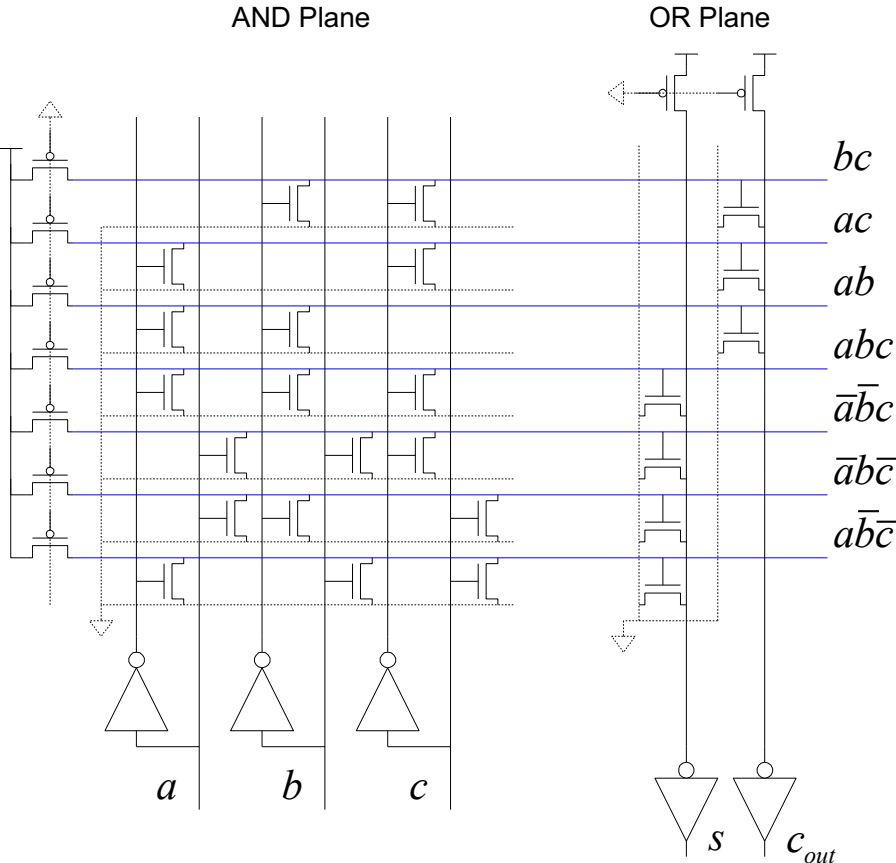 AND Plane
OR Plane
bc
ac
ab
abc
a̅b̅c
a̅bc̅
ab̅c̅
a
b
c
s
c_out